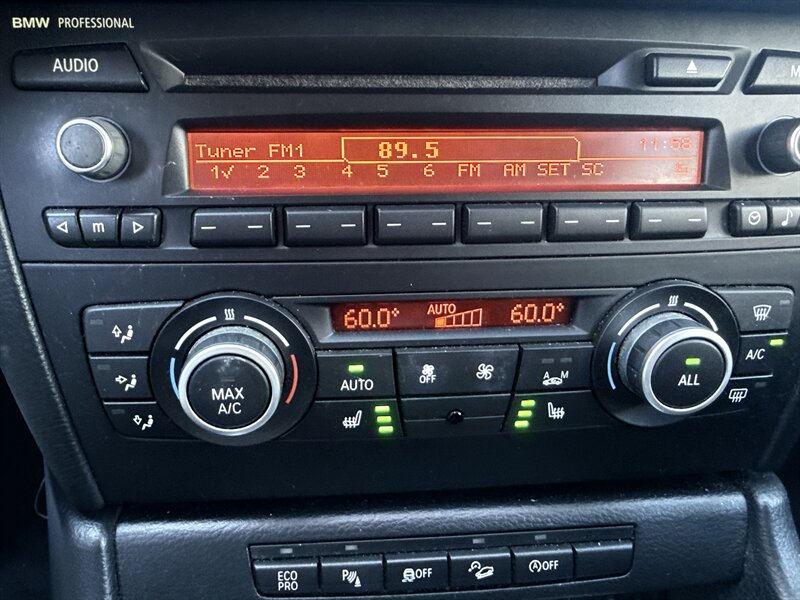 BMW PROFESSIONAL
AUDIO
M
Tuner FM1 89.5 11:58
1√ 2 3 4 5 6 FM AM SET SC
m
60.0° AUTO 60.0°
MAX A/C
AUTO
OFF
A M
ALL
A/C
ECO PRO
P
OFF
OFF